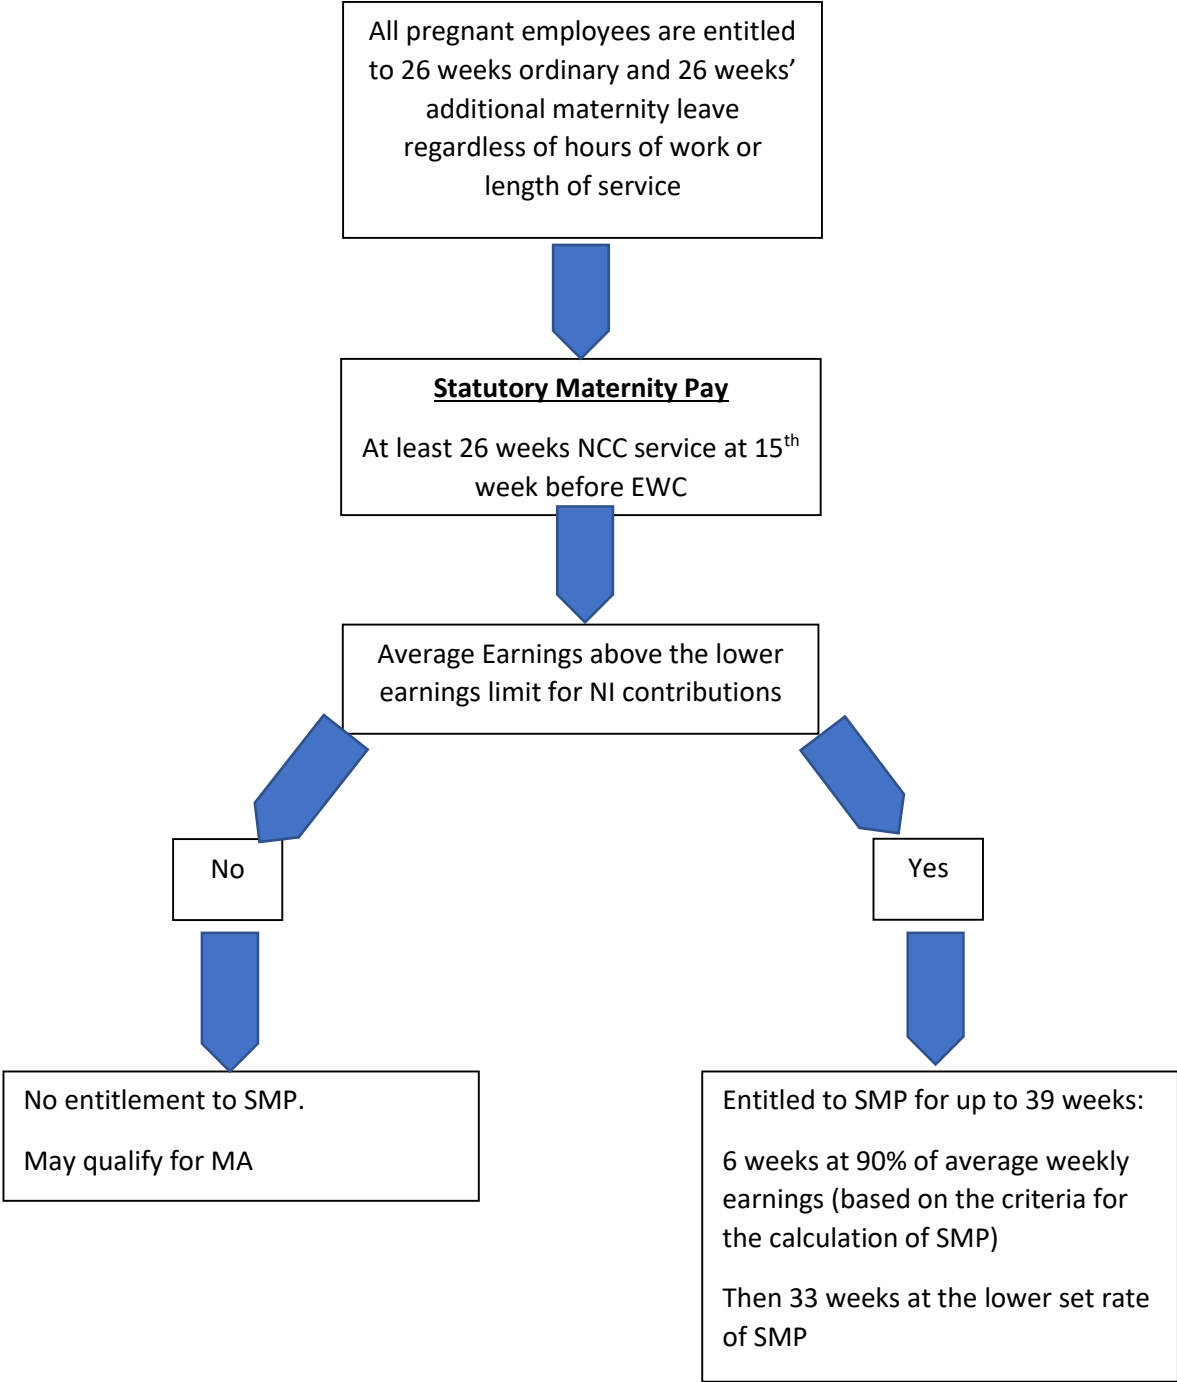 All pregnant employees are entitled
to 26 weeks ordinary and 26 weeks’
additional maternity leave
regardless of hours of work or
length of service
Statutory Maternity Pay
At least 26 weeks NCC service at 15th
week before EWC
Average Earnings above the lower
earnings limit for NI contributions
No
Yes
No entitlement to SMP.
May qualify for MA
Entitled to SMP for up to 39 weeks:
6 weeks at 90% of average weekly
earnings (based on the criteria for
the calculation of SMP)
Then 33 weeks at the lower set rate
of SMP